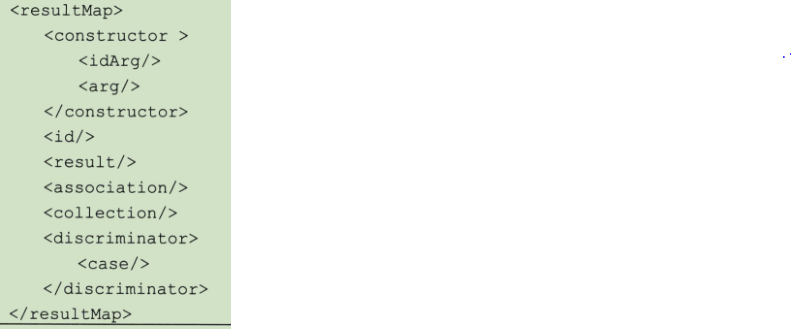 <resultMap>
<constructor >
<idArg/>
<arg/>
</constructor>
<id/>
<result/>
<association/>
<collection/>
<discriminator>
<case/>
</discriminator>
</resultMap>